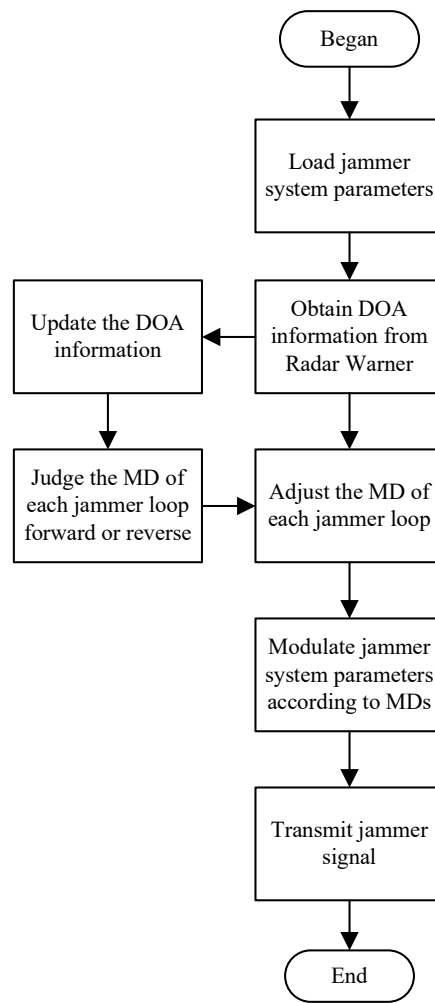 Began
Load jammer
system parameters
Update the DOA
information
Obtain DOA
information from
Radar Warner
Judge the MD of
each jammer loop
forward or reverse
Adjust the MD of
each jammer loop
Modulate jammer
system parameters
according to MDs
Transmit jammer
signal
End